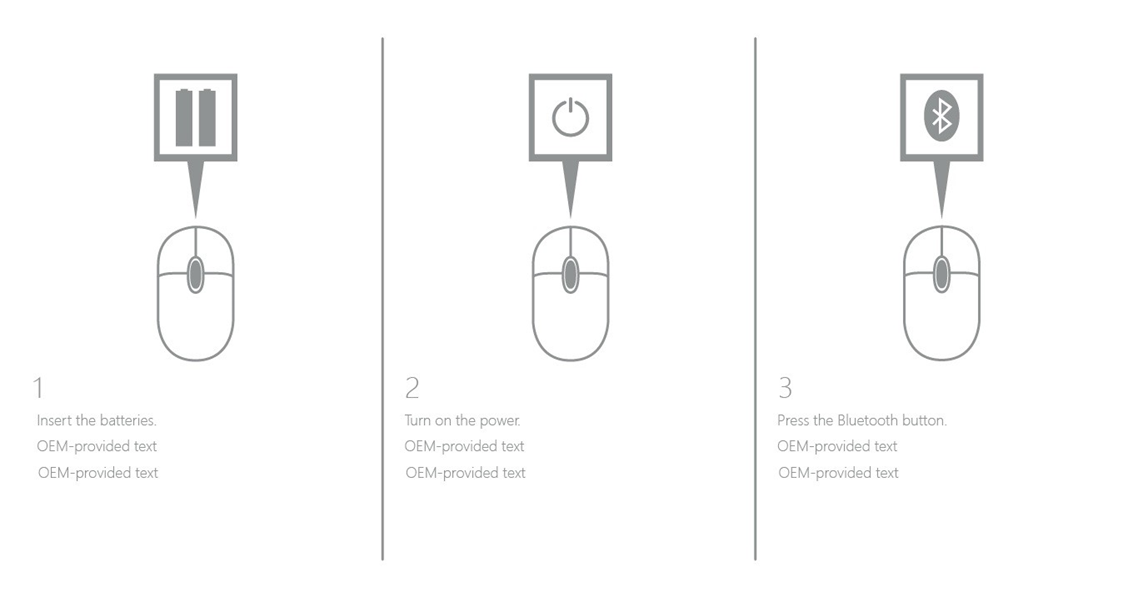 1
Insert the batteries.
OEM-provided text
OEM-provided text
2
Turn on the power.
OEM-provided text
OEM-provided text
3
Press the Bluetooth button.
OEM-provided text
OEM-provided text